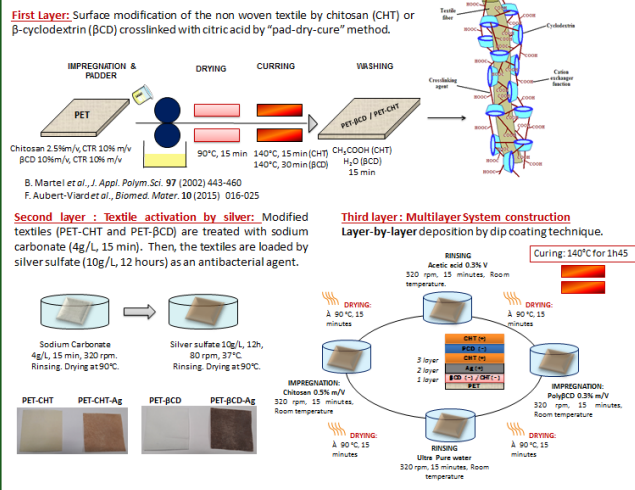 First Layer: Surface modification of the non woven textile by chitosan (CHT) or
β-cyclodextrin (βCD) crosslinked with citric acid by "pad-dry-cure" method.
IMPREGNATION &
PADDER
DRYING
CURRING
WASHING
PET
PET-βCD / PET-CHT
Chitosan 2.5%m/v, CTR 10% m/v
βCD 10%m/v, CTR 10% m/v
90°C, 15 min
140°C, 15 min (CHT)
140°C, 30 min (βCD)
CH₃COOH (CHT)
H₂O (βCD)
15 min
B. Martel et al., J. Appl. Polym.Sci. 97 (2002) 443-460
F. Aubert-Viard et al., Biomed. Mater. 10 (2015) 016-025
Textile
fiber
Cyclodextrin
Crosslinking
agent
Cation
exchanger
function
HOOC
COOH
COOH
HOOC
COOH
HOOC
COOH
HOOC
COOH
Second layer : Textile activation by silver: Modified
textiles (PET-CHT and PET-βCD) are treated with sodium
carbonate (4g/L, 15 min). Then, the textiles are loaded by
silver sulfate (10g/L, 12 hours) as an antibacterial agent.
Sodium Carbonate
4g/L, 15 min, 320 rpm.
Rinsing. Drying at 90°C.
Silver sulfate 10g/L, 12h,
80 rpm, 37°C.
Rinsing. Drying at 90°C.
PET-CHT
PET-CHT-Ag
PET-βCD
PET-βCD-Ag
Third layer : Multilayer System construction
Layer-by-layer deposition by dip coating technique.
Curing: 140°C for 1h45
RINSING
Acetic acid 0.3% V
320 rpm, 15 minutes, Room
temperature.
DRYING:
À 90 °C, 15
minutes
DRYING:
À 90 °C, 15
minutes
CHT (+)
PCD (-)
CHT (+)
Ag (+)
βCD (-) / CHT (-)
PET
3 layer
2 layer
1 layer
IMPREGNATION:
Chitosan 0.5% m/V
320 rpm, 15 minutes,
Room temperature
IMPREGNATION:
PolyβCD 0.3% m/V
320 rpm, 15 minutes,
Room temperature
DRYING:
À 90 °C, 15
minutes
DRYING:
À 90 °C, 15
minutes
RINSING
Ultra Pure water
320 rpm, 15 minutes, Room
temperature